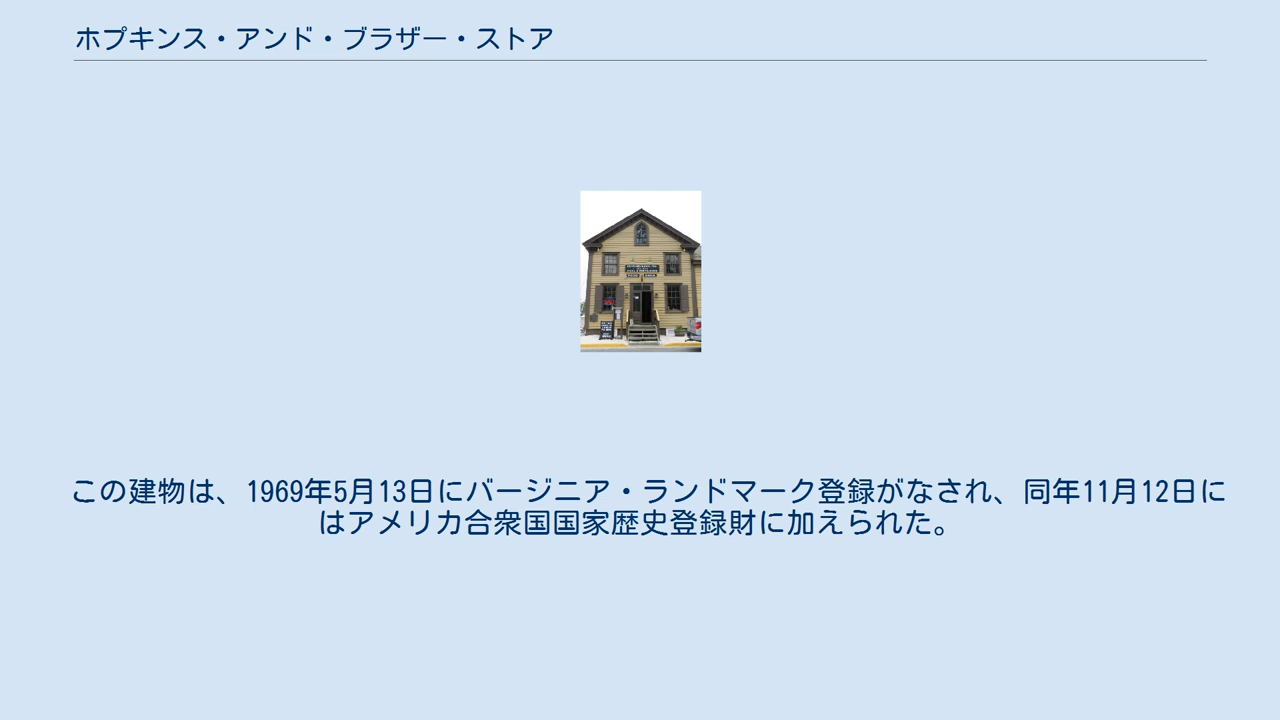 ホプキンス・アンド・ブラザー・ストア
この建物は、1969年5月13日にバージニア・ランドマーク登録がなされ、同年11月12日に
はアメリカ合衆国国家歴史登録財に加えられた。